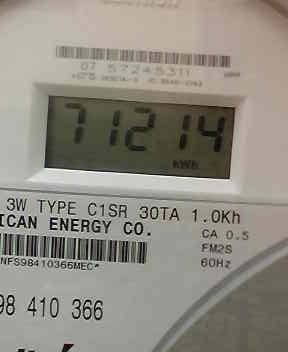 07 57245311
71214
kWh
3W TYPE C1SR 30TA 1.0Kh
ICAN ENERGY CO.
CA 0.5
FM2S
NFS98410366MEC*
60Hz
98 410 366